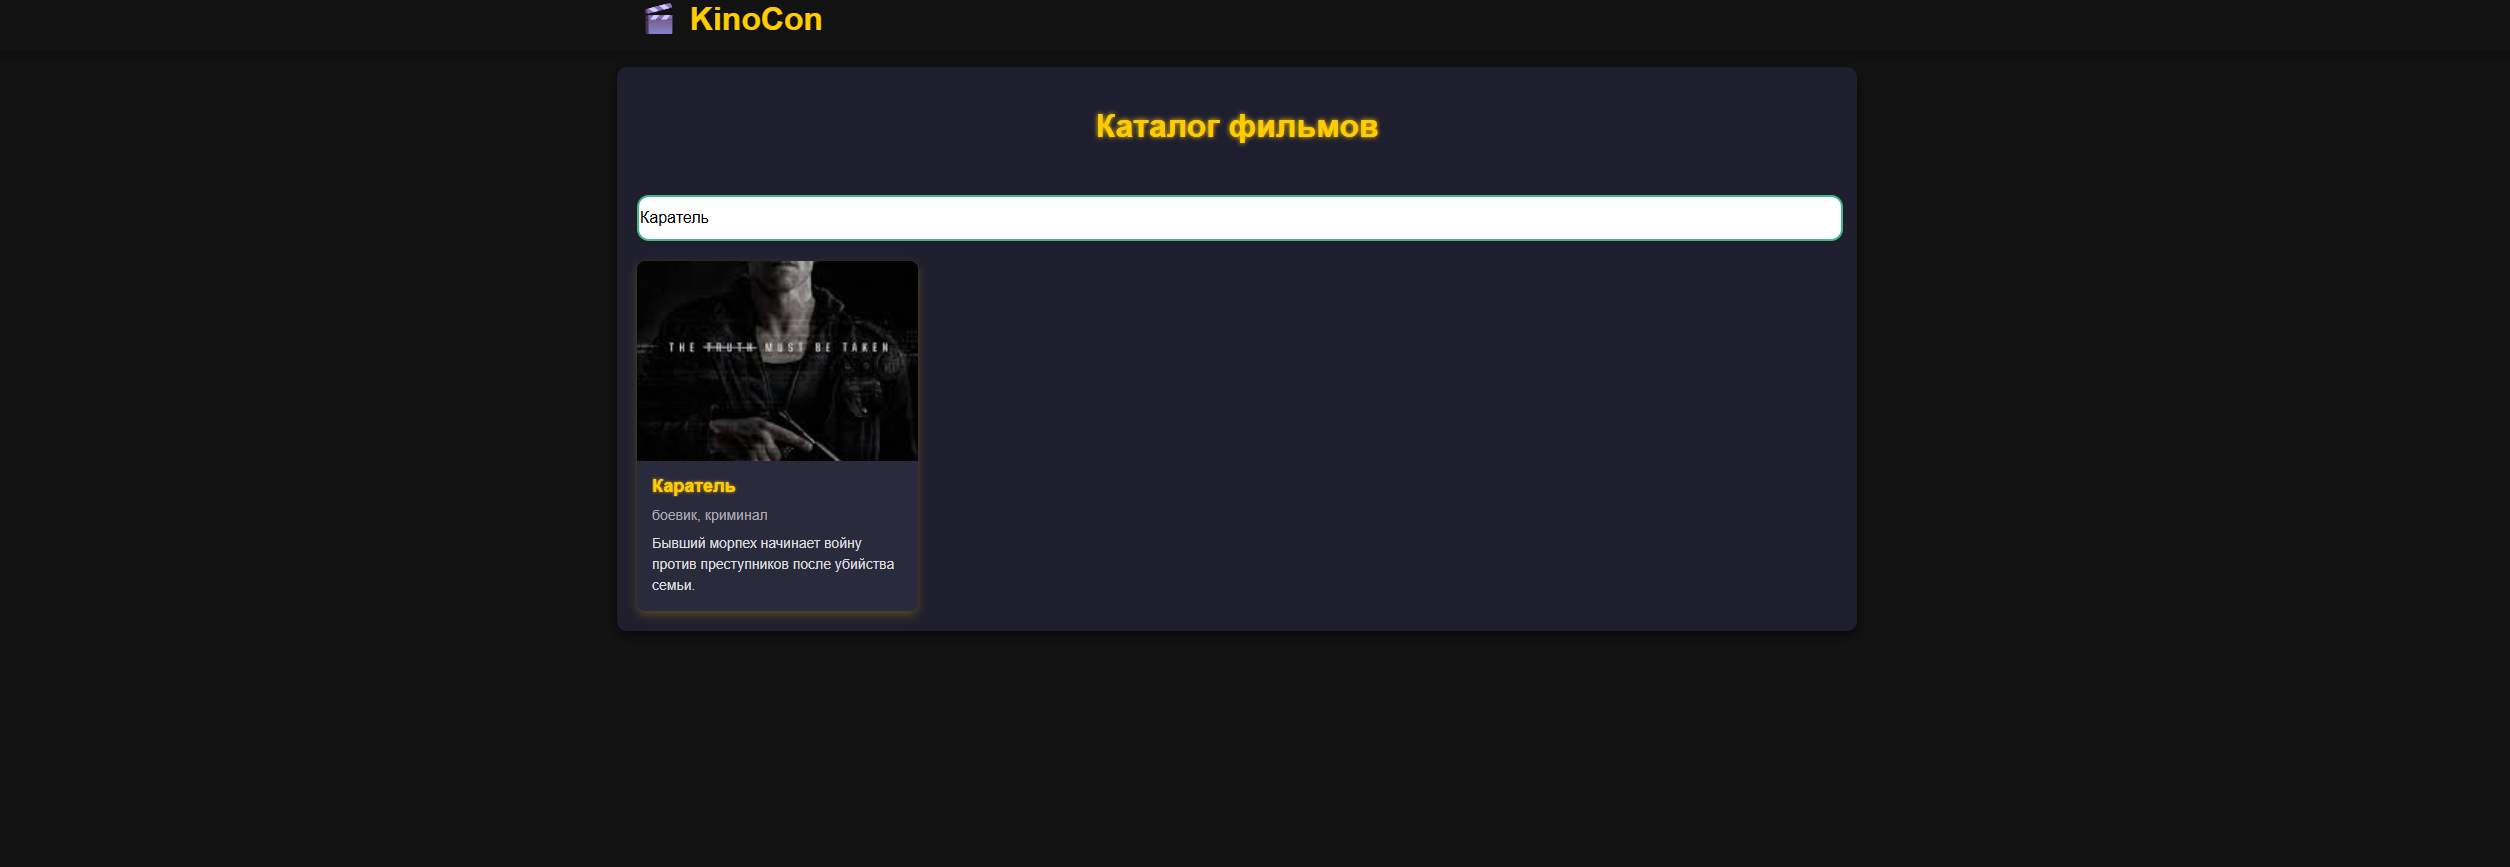 KinoCon
Каталог фильмов
Каратель
THE TRUTH MUST BE TAKEN
Каратель
боевик, криминал
Бывший морпех начинает войну
против преступников после убийства
семьи.